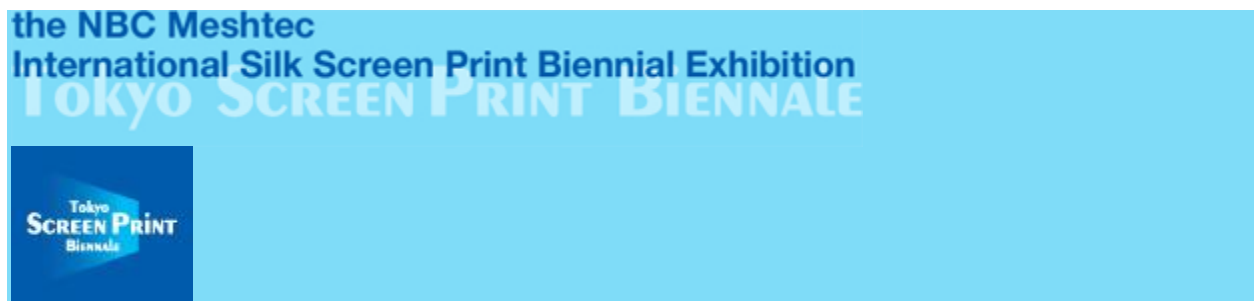 the NBC Meshtec
International Silk Screen Print Biennial Exhibition
Tokyo Screen Print Biennale
Tokyo
Screen Print
Biennale